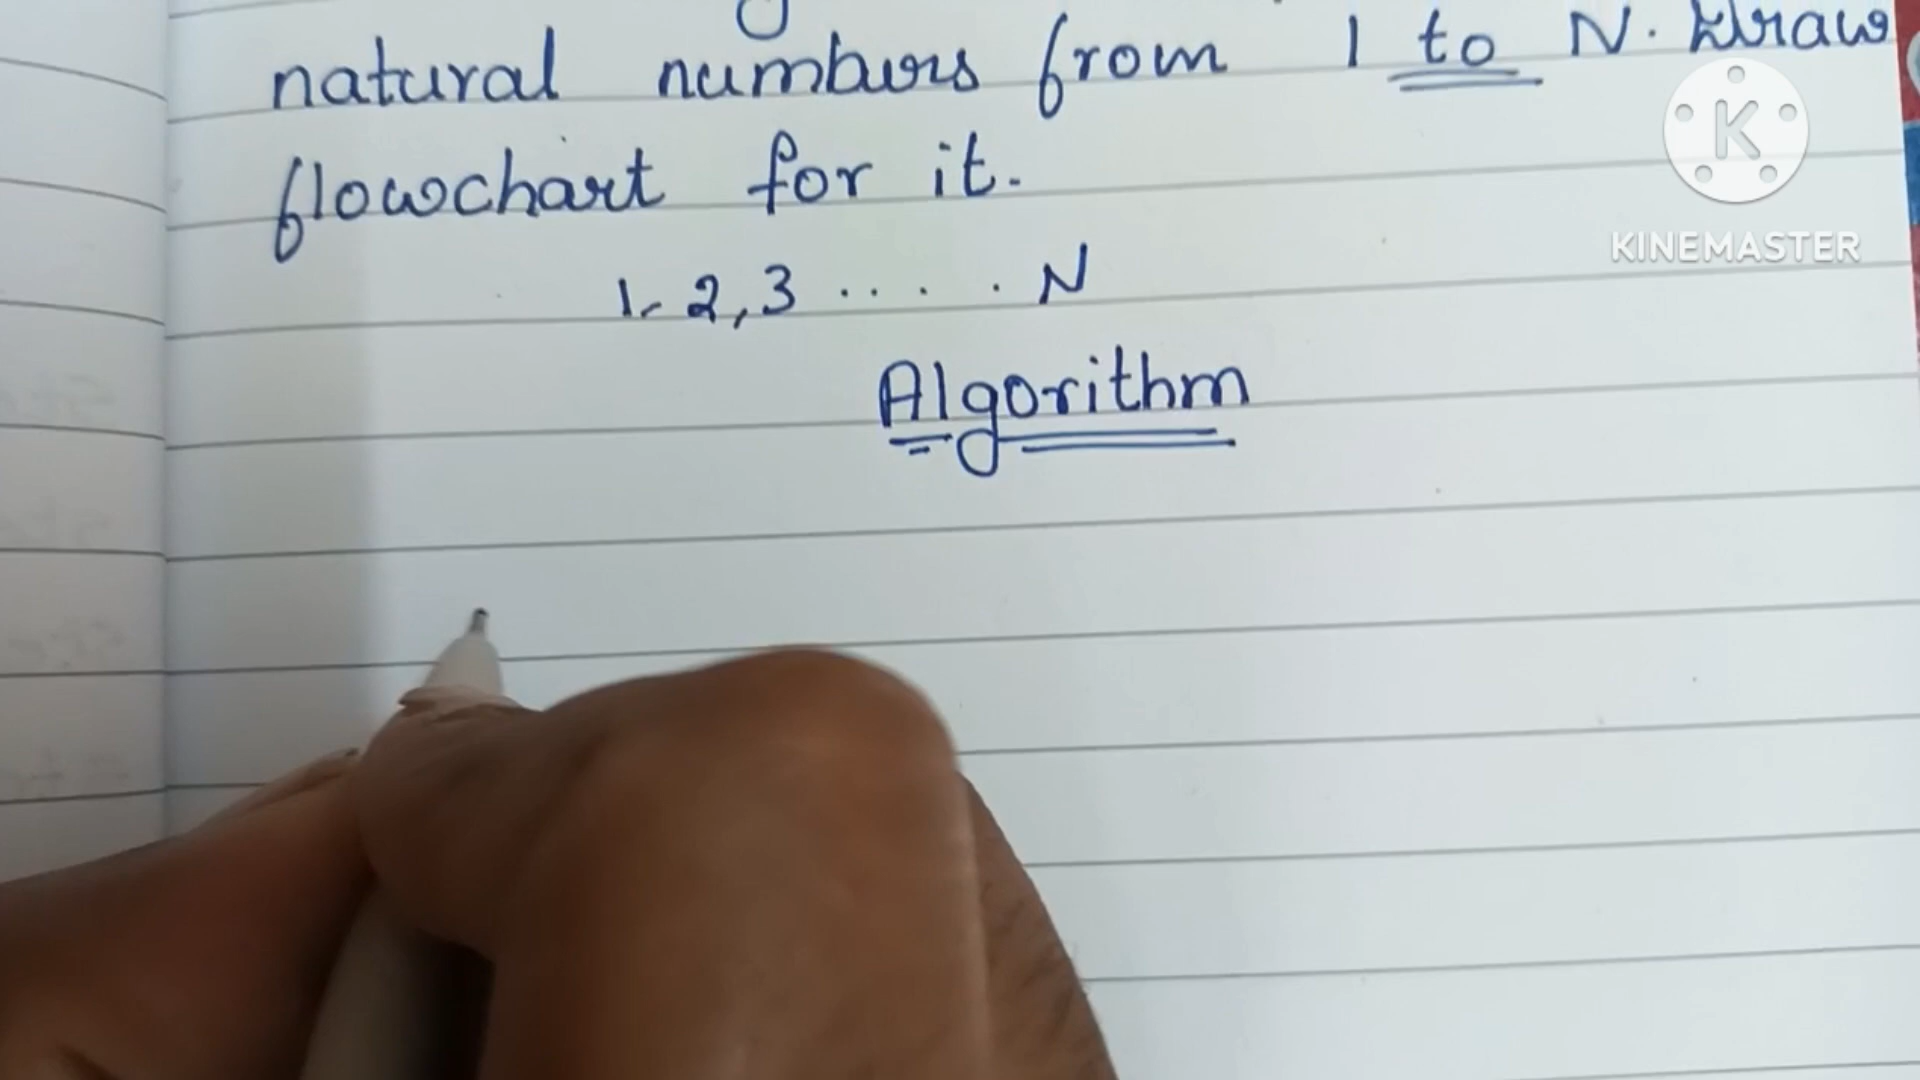 natural numbers from 1 to N. Draw
flowchart for it.
1, 2, 3 ..... N
Algorithm
K
KINEMASTER